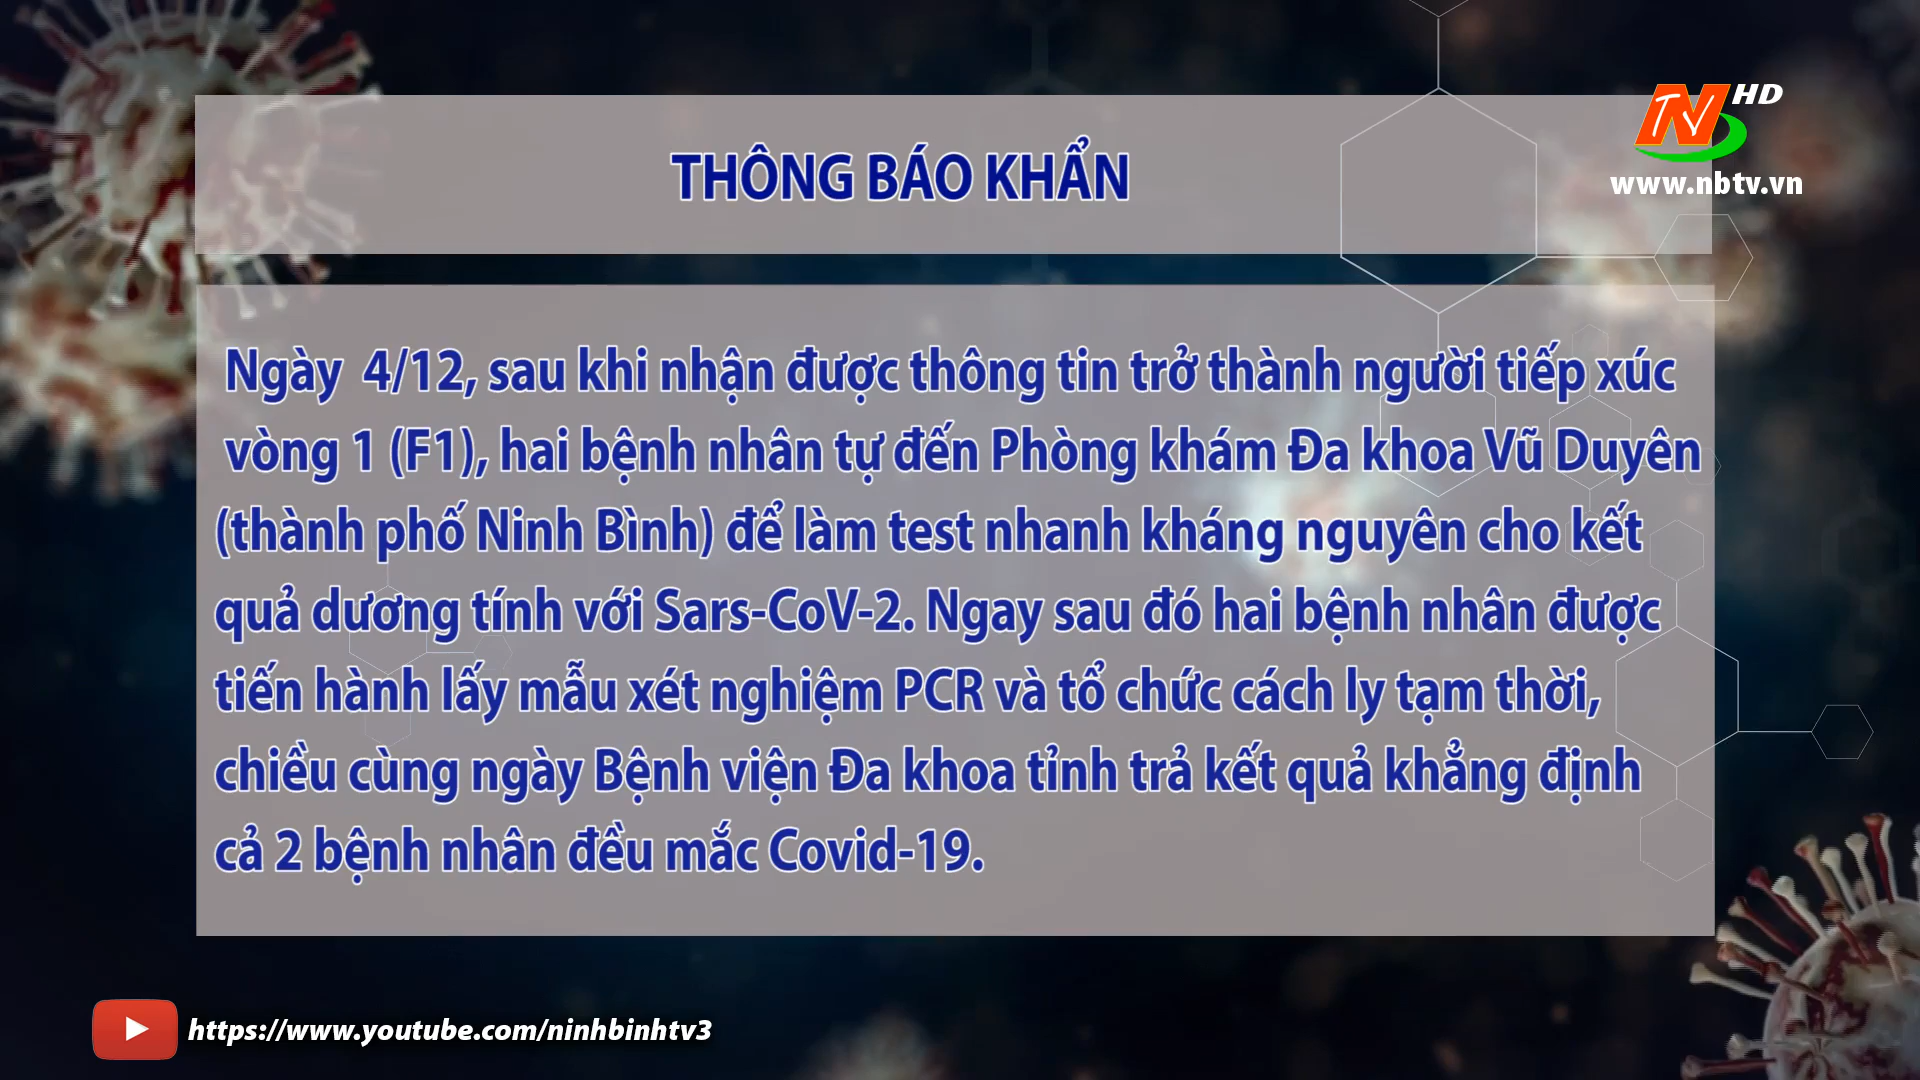 NTV HD
www.nbtv.vn
THÔNG BÁO KHẨN
Ngày 4/12, sau khi nhận được thông tin trở thành người tiếp xúc
vòng 1 (F1), hai bệnh nhân tự đến Phòng khám Đa khoa Vũ Duyên
(thành phố Ninh Bình) để làm test nhanh kháng nguyên cho kết
quả dương tính với Sars-CoV-2. Ngay sau đó hai bệnh nhân được
tiến hành lấy mẫu xét nghiệm PCR và tổ chức cách ly tạm thời,
chiều cùng ngày Bệnh viện Đa khoa tỉnh trả kết quả khẳng định
cả 2 bệnh nhân đều mắc Covid-19.
https://www.youtube.com/ninhbinhtv3